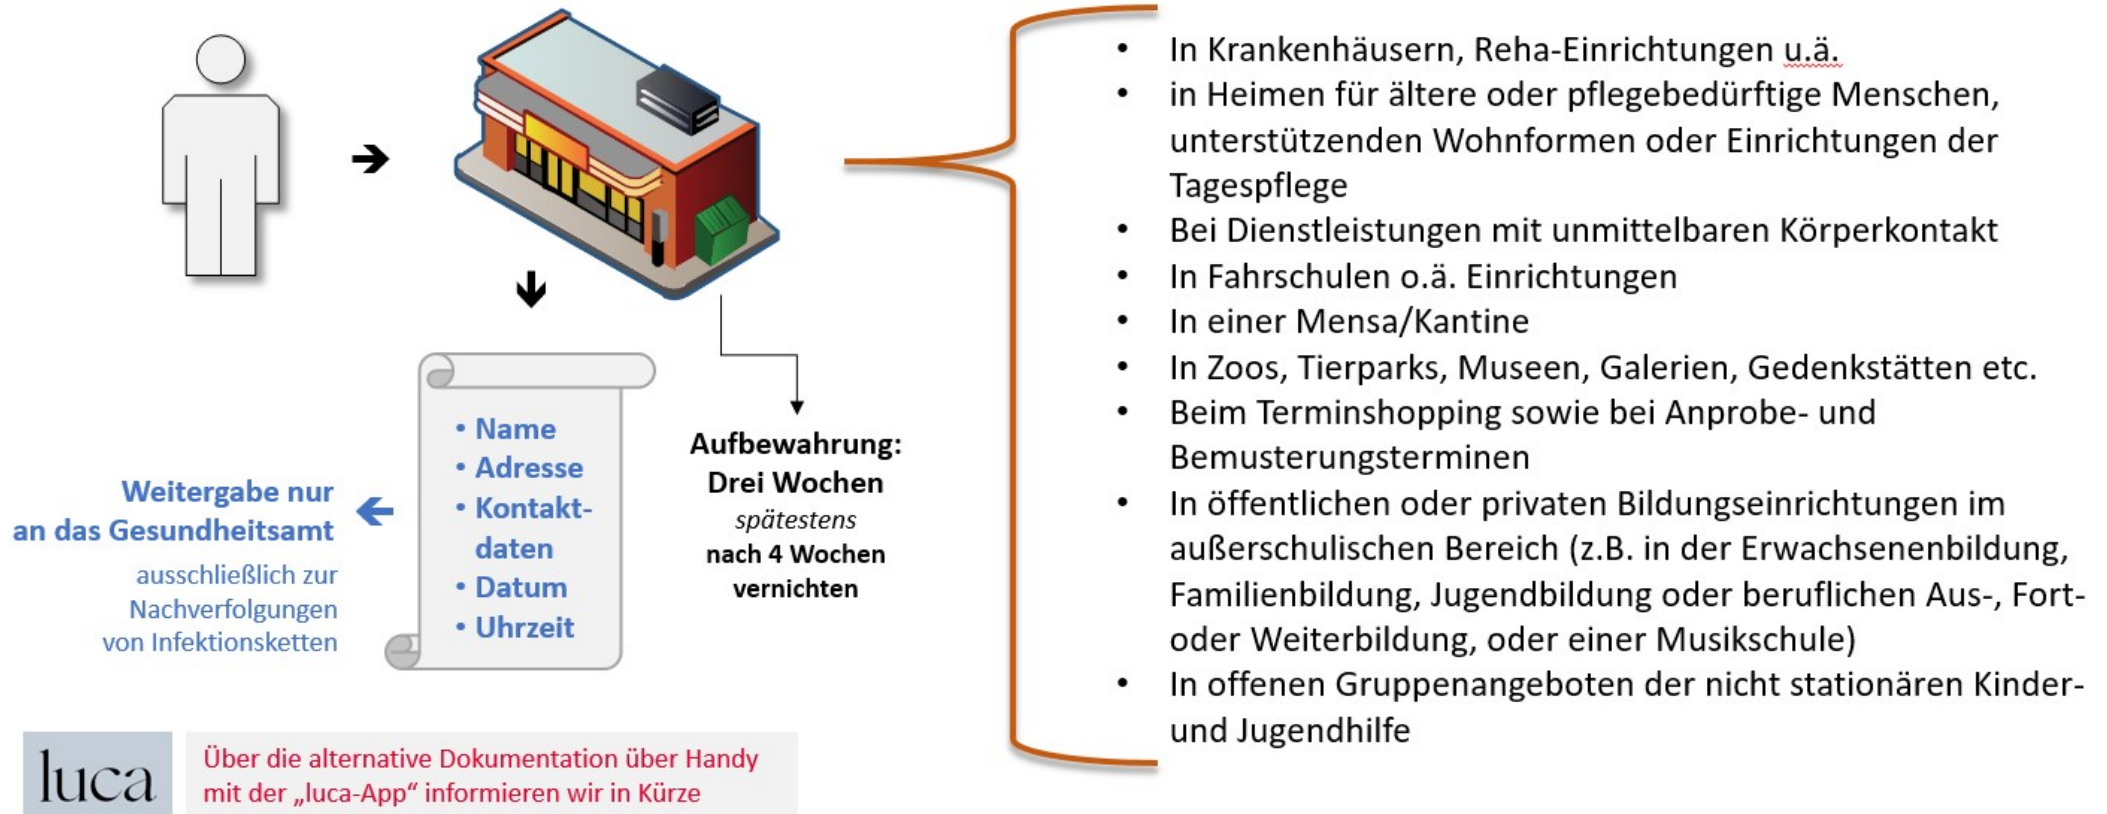 • In Krankenhäusern, Reha-Einrichtungen u.ä.
• in Heimen für ältere oder pflegebedürftige Menschen,
unterstützenden Wohnformen oder Einrichtungen der
Tagespflege
• Bei Dienstleistungen mit unmittelbaren Körperkontakt
• In Fahrschulen o.ä. Einrichtungen
• In einer Mensa/Kantine
• In Zoos, Tierparks, Museen, Galerien, Gedenkstätten etc.
• Beim Terminshopping sowie bei Anprobe- und
Bemusterungsterminen
• In öffentlichen oder privaten Bildungseinrichtungen im
außerschulischen Bereich (z.B. in der Erwachsenenbildung,
Familienbildung, Jugendbildung oder beruflichen Aus-, Fort-
oder Weiterbildung, oder einer Musikschule)
• In offenen Gruppenangeboten der nicht stationären Kinder-
und Jugendhilfe
• Name
• Adresse
• Kontakt-
daten
• Datum
• Uhrzeit
Aufbewahrung:
Drei Wochen
spätestens
nach 4 Wochen
vernichten
Weitergabe nur
an das Gesundheitsamt
ausschließlich zur
Nachverfolgungen
von Infektionsketten
luca
Über die alternative Dokumentation über Handy
mit der „luca-App“ informieren wir in Kürze